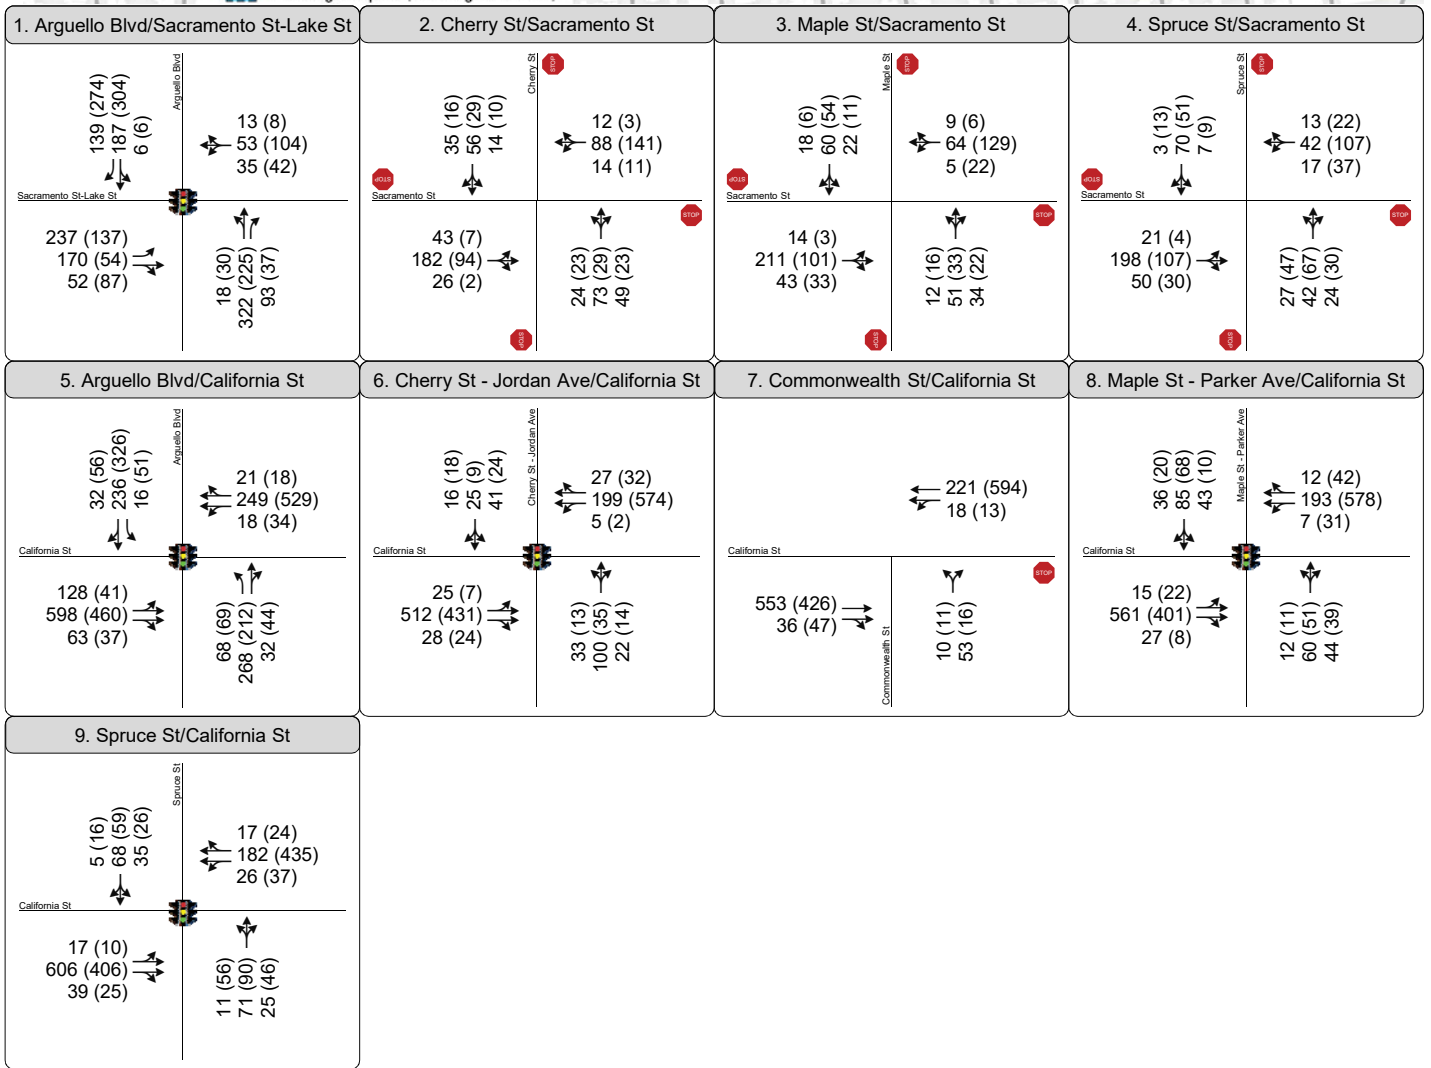 1. Arguello Blvd/Sacramento St-Lake St
Arguello Blvd
139 (274)
187 (304)
6 (6)
13 (8)
53 (104)
35 (42)
Sacramento St-Lake St
237 (137)
170 (54)
52 (87)
18 (30)
322 (225)
93 (37)
2. Cherry St/Sacramento St
Cherry St
STOP
35 (16)
56 (29)
14 (10)
12 (3)
88 (141)
14 (11)
STOP
Sacramento St
STOP
43 (7)
182 (94)
26 (2)
24 (23)
73 (29)
49 (23)
STOP
3. Maple St/Sacramento St
Maple St
STOP
18 (6)
60 (54)
22 (11)
9 (6)
64 (129)
5 (22)
STOP
Sacramento St
STOP
14 (3)
211 (101)
43 (33)
12 (16)
51 (33)
34 (22)
STOP
4. Spruce St/Sacramento St
Spruce St
STOP
3 (13)
70 (51)
7 (9)
13 (22)
42 (107)
17 (37)
STOP
Sacramento St
STOP
21 (4)
198 (107)
50 (30)
27 (47)
42 (67)
24 (30)
STOP
5. Arguello Blvd/California St
Arguello Blvd
32 (56)
236 (326)
16 (51)
21 (18)
249 (529)
18 (34)
California St
128 (41)
598 (460)
63 (37)
68 (69)
268 (212)
32 (44)
6. Cherry St - Jordan Ave/California St
Cherry St - Jordan Ave
16 (18)
25 (9)
41 (24)
27 (32)
199 (574)
5 (2)
California St
25 (7)
512 (431)
28 (24)
33 (13)
100 (35)
22 (14)
7. Commonwealth St/California St
221 (594)
18 (13)
California St
STOP
553 (426)
36 (47)
Commonwealth St
10 (11)
53 (16)
8. Maple St - Parker Ave/California St
Maple St - Parker Ave
36 (20)
85 (68)
43 (10)
12 (42)
193 (578)
7 (31)
California St
15 (22)
561 (401)
27 (8)
12 (11)
60 (51)
44 (39)
9. Spruce St/California St
Spruce St
5 (16)
68 (59)
35 (26)
17 (24)
182 (435)
26 (37)
California St
17 (10)
606 (406)
39 (25)
11 (56)
71 (90)
25 (46)